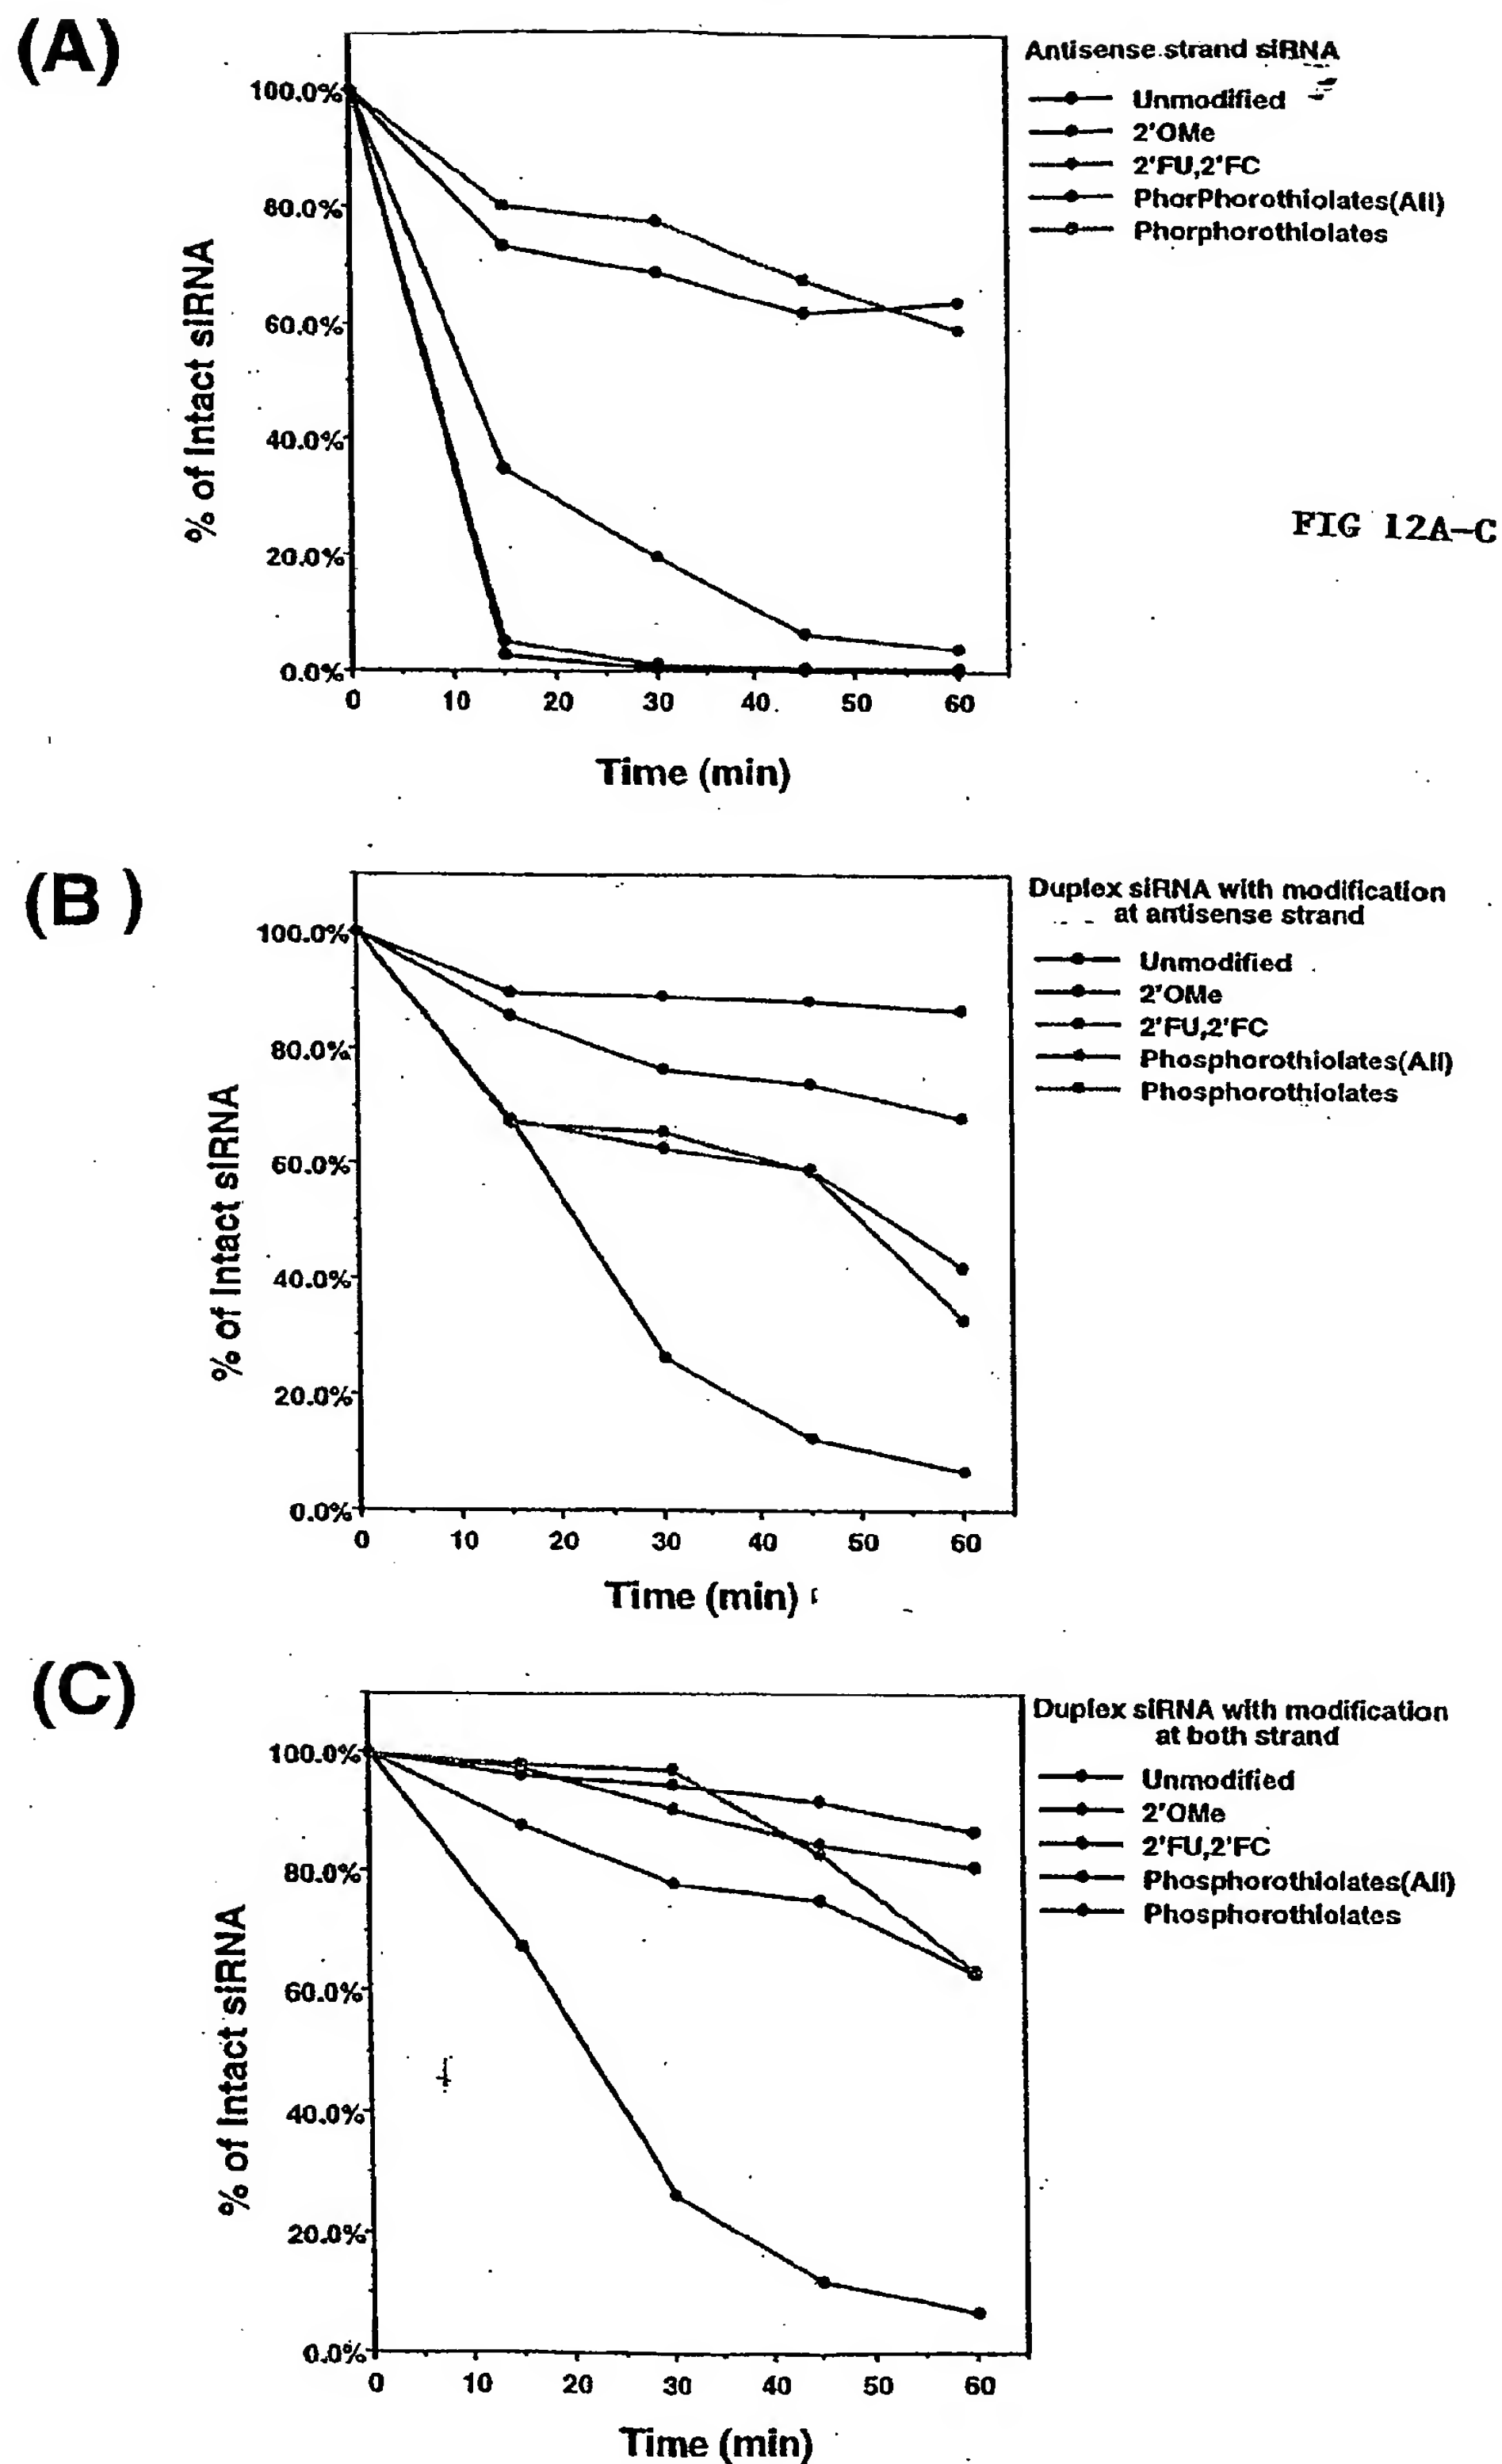 (A)
Antisense strand siRNA
Unmodified
2'OMe
2'FU,2'FC
PhorPhorothiolates(All)
Phorphorothiolates
100.0%
80.0%
60.0%
40.0%
20.0%
0.0%
% of Intact siRNA
0 10 20 30 40 50 60
Time (min)
FIG 12A-C
(B )
Duplex siRNA with modification
at antisense strand
Unmodified
2'OMe
2'FU,2'FC
Phosphorothiolates(All)
Phosphorothiolates
100.0%
80.0%
60.0%
40.0%
20.0%
0.0%
% of Intact siRNA
0 10 20 30 40 50 60
Time (min)
(C)
Duplex siRNA with modification
at both strand
Unmodified
2'OMe
2'FU,2'FC
Phosphorothiolates(All)
Phosphorothiolates
100.0%
80.0%
60.0%
40.0%
20.0%
0.0%
% of Intact siRNA
0 10 20 30 40 50 60
Time (min)